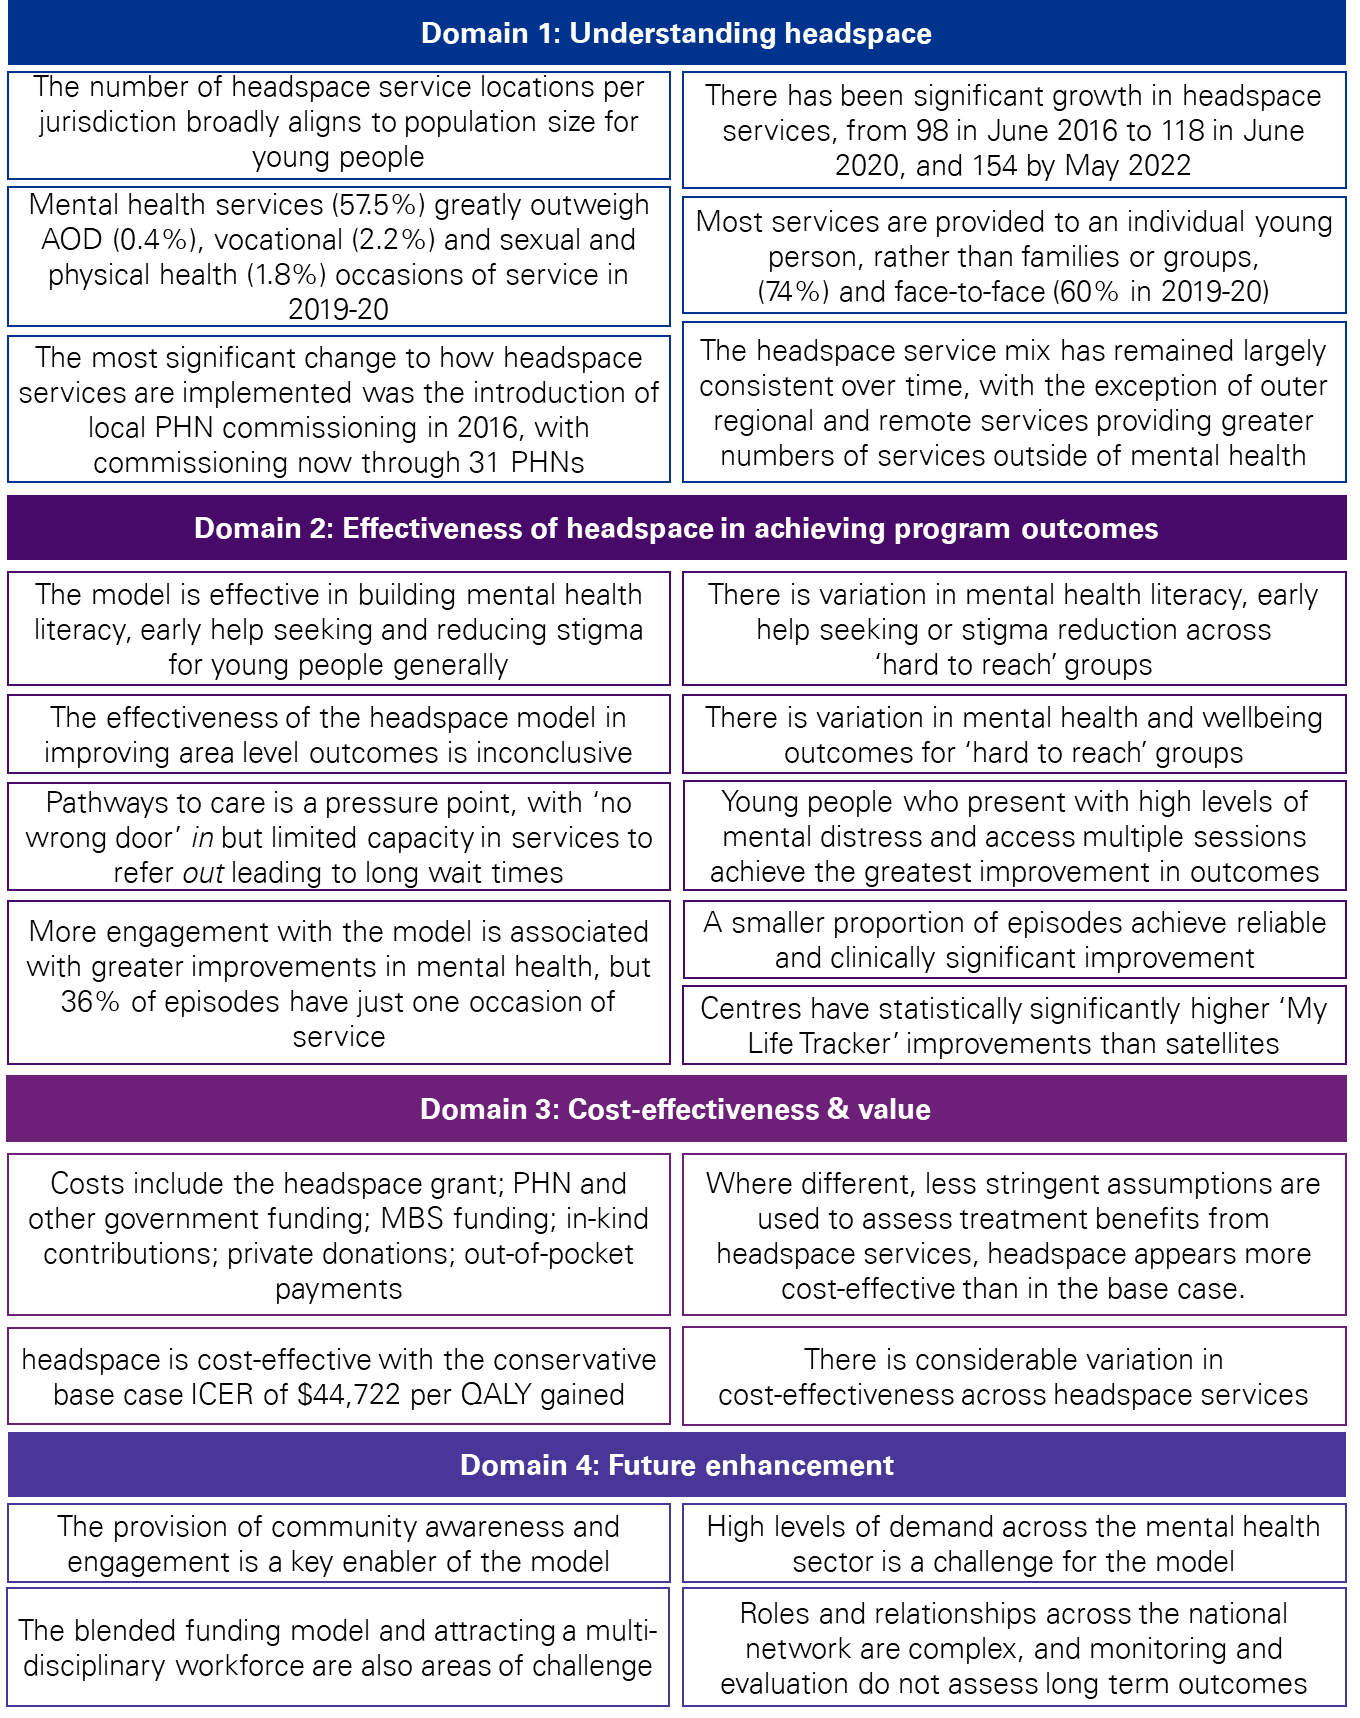 Domain 1: Understanding headspace
The number of headspace service locations per
jurisdiction broadly aligns to population size for
young people
There has been significant growth in headspace
services, from 98 in June 2016 to 118 in June
2020, and 154 by May 2022
Mental health services (57.5%) greatly outweigh
AOD (0.4%), vocational (2.2%) and sexual and
physical health (1.8%) occasions of service in
2019-20
Most services are provided to an individual young
person, rather than families or groups,
(74%) and face-to-face (60% in 2019-20)
The most significant change to how headspace
services are implemented was the introduction of
local PHN commissioning in 2016, with
commissioning now through 31 PHNs
The headspace service mix has remained largely
consistent over time, with the exception of outer
regional and remote services providing greater
numbers of services outside of mental health
Domain 2: Effectiveness of headspace in achieving program outcomes
The model is effective in building mental health
literacy, early help seeking and reducing stigma
for young people generally
There is variation in mental health literacy, early
help seeking or stigma reduction across
‘hard to reach’ groups
The effectiveness of the headspace model in
improving area level outcomes is inconclusive
There is variation in mental health and wellbeing
outcomes for ‘hard to reach’ groups
Pathways to care is a pressure point, with ‘no
wrong door’ in but limited capacity in services to
refer out leading to long wait times
Young people who present with high levels of
mental distress and access multiple sessions
achieve the greatest improvement in outcomes
More engagement with the model is associated
with greater improvements in mental health, but
36% of episodes have just one occasion of
service
A smaller proportion of episodes achieve reliable
and clinically significant improvement
Centres have statistically significantly higher ‘My
Life Tracker’ improvements than satellites
Domain 3: Cost-effectiveness & value
Costs include the headspace grant; PHN and
other government funding; MBS funding; in-kind
contributions; private donations; out-of-pocket
payments
Where different, less stringent assumptions are
used to assess treatment benefits from
headspace services, headspace appears more
cost-effective than in the base case.
headspace is cost-effective with the conservative
base case ICER of $44,722 per QALY gained
There is considerable variation in
cost-effectiveness across headspace services
Domain 4: Future enhancement
The provision of community awareness and
engagement is a key enabler of the model
High levels of demand across the mental health
sector is a challenge for the model
The blended funding model and attracting a multi-
disciplinary workforce are also areas of challenge
Roles and relationships across the national
network are complex, and monitoring and
evaluation do not assess long term outcomes